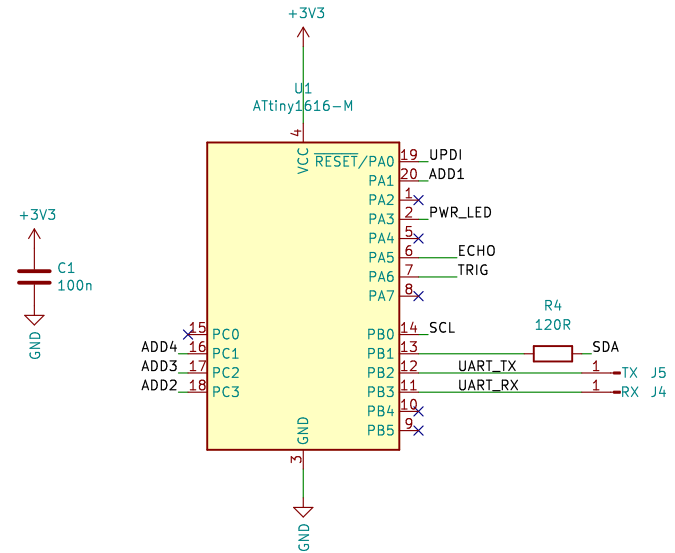 +3V3
U1
ATtiny1616-M
4
VCC
RESET/PA0 19 UPDI
PA1 20 ADD1
PA2 1
PA3 2 PWR_LED
PA4 5
PA5 6 ECHO
PA6 7 TRIG
PA7 8
+3V3
C1
100n
GND
R4
120R
15 PC0
PB0 14 SCL
ADD4 16 PC1
PB1 13 SDA
ADD3 17 PC2
PB2 12 UART_TX 1 TX J5
ADD2 18 PC3
PB3 11 UART_RX 1 RX J4
PB4 10
PB5 9
GND
3
GND